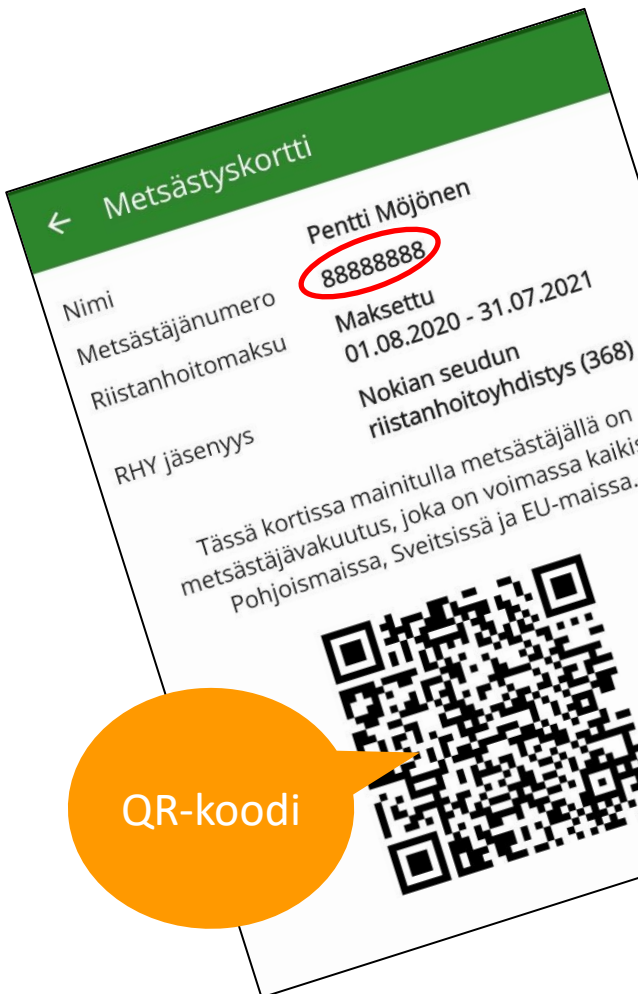 ← Metsästyskortti
Nimi Pentti Möjönen
Metsästäjänumero 88888888
Riistanhoitomaksu Maksettu
01.08.2020 - 31.07.2021
RHY jäsenyys Nokian seudun
riistanhoitoyhdistys (368)
Tässä kortissa mainitulla metsästäjällä on
metsästäjävakuutus, joka on voimassa kaikis
Pohjoismaissa, Sveitsissä ja EU-maissa.
QR-koodi